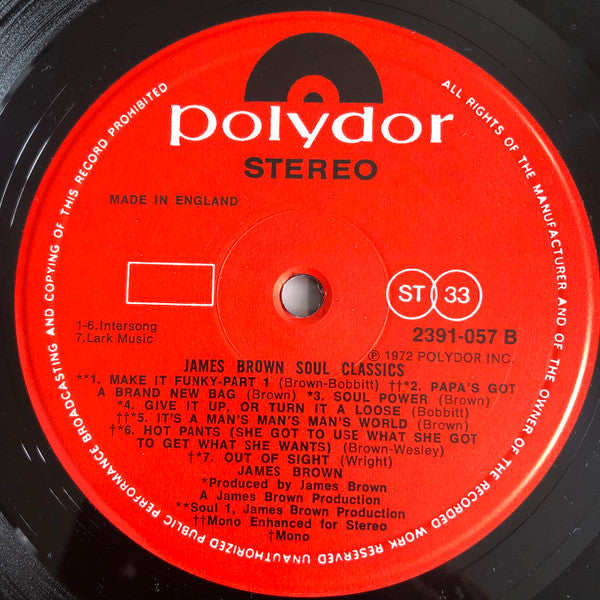 polydor
STEREO
MADE IN ENGLAND
ST 33
1-6. Intersong
7. Lark Music
2391-057 B
℗ 1972 POLYDOR INC.
JAMES BROWN SOUL CLASSICS
**1. MAKE IT FUNKY-PART 1 (Brown-Bobbitt) ††*2. PAPA'S GOT
A BRAND NEW BAG (Brown) *3. SOUL POWER (Brown)
*4. GIVE IT UP, OR TURN IT A LOOSE (Bobbitt)
††*5. IT'S A MAN'S MAN'S MAN'S WORLD (Brown)
†*6. HOT PANTS (SHE GOT TO USE WHAT SHE GOT
TO GET WHAT SHE WANTS) (Brown-Wesley)
†*7. OUT OF SIGHT (Wright)
JAMES BROWN
*Produced by James Brown
A James Brown Production
**Soul 1, James Brown Production
††Mono Enhanced for Stereo
†Mono
ALL RIGHTS OF THE MANUFACTURER AND OF THE OWNER OF THE RECORDED WORK RESERVED UNAUTHORIZED PUBLIC PERFORMANCE BROADCASTING AND COPYING OF THIS RECORD PROHIBITED